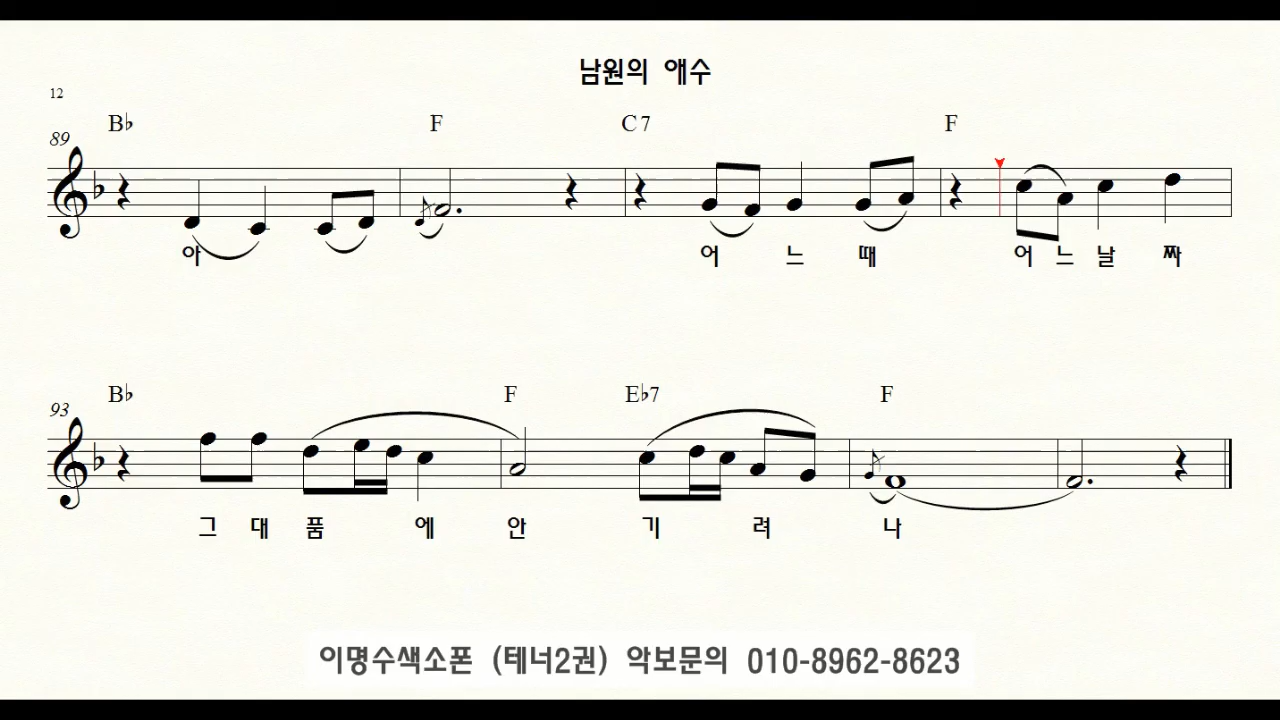 남원의 애수
12
B♭ F C7 F
89
아 어 느 때 어 느 날 짜
B♭ F E♭7 F
93
그 대 품 에 안 기 려 나
이명수색소폰 (테너2권) 악보문의 010-8962-8623